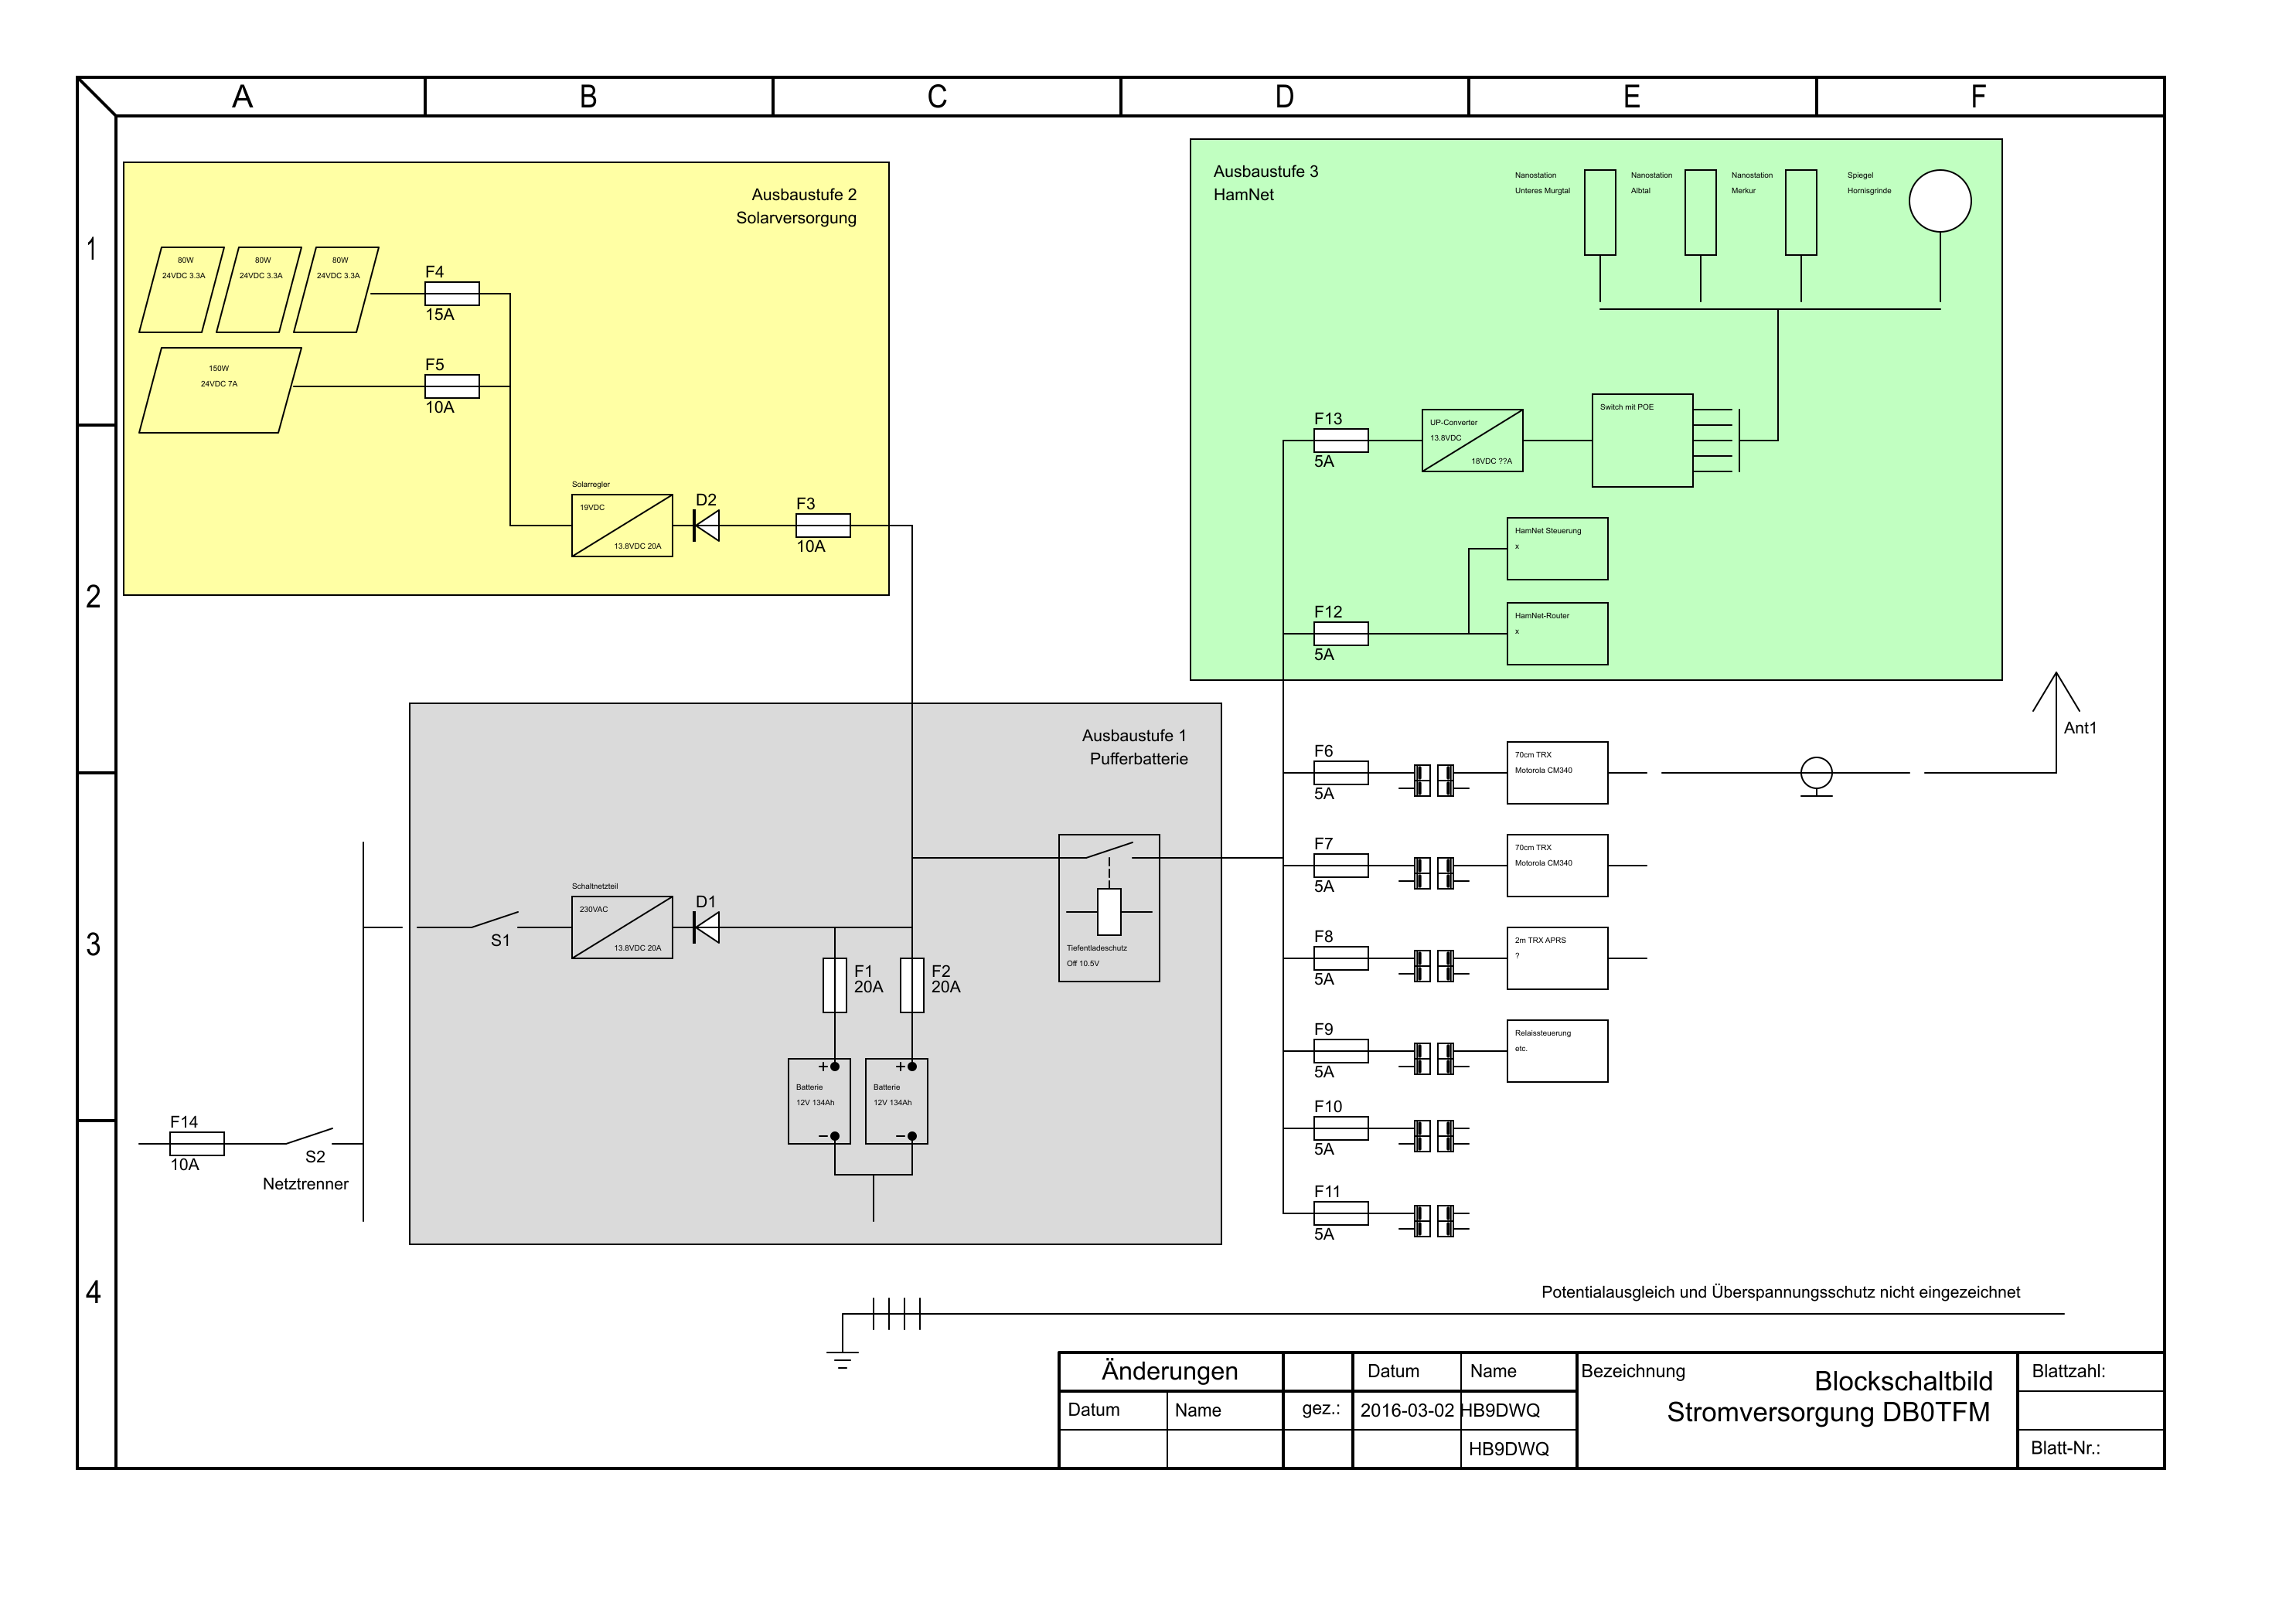 A
B
C
D
E
F
1
2
3
4
Ausbaustufe 2
Solarversorgung
80W
24VDC 3.3A
80W
24VDC 3.3A
80W
24VDC 3.3A
F4
15A
150W
24VDC 7A
F5
10A
Solarregler
19VDC
13.8VDC 20A
D2
F3
10A
Ausbaustufe 3
HamNet
Nanostation
Unteres Murgtal
Nanostation
Albtal
Nanostation
Merkur
Spiegel
Hornisgrinde
F13
5A
UP-Converter
13.8VDC
18VDC ??A
Switch mit POE
HamNet Steuerung
x
F12
5A
HamNet-Router
x
Ausbaustufe 1
Pufferbatterie
S1
Schaltnetzteil
230VAC
13.8VDC 20A
D1
F1
20A
F2
20A
+
Batterie
12V 134Ah
−
+
Batterie
12V 134Ah
−
Tiefentladeschutz
Off 10.5V
F14
10A
S2
Netztrenner
F6
5A
70cm TRX
Motorola CM340
Ant1
F7
5A
70cm TRX
Motorola CM340
F8
5A
2m TRX APRS
?
F9
5A
Relaissteuerung
etc.
F10
5A
F11
5A
Potentialausgleich und Überspannungsschutz nicht eingezeichnet
Änderungen
Datum
Name
Datum
Name
gez.:
2016-03-02
HB9DWQ
HB9DWQ
Bezeichnung
Blockschaltbild
Stromversorgung DB0TFM
Blattzahl:
Blatt-Nr.: